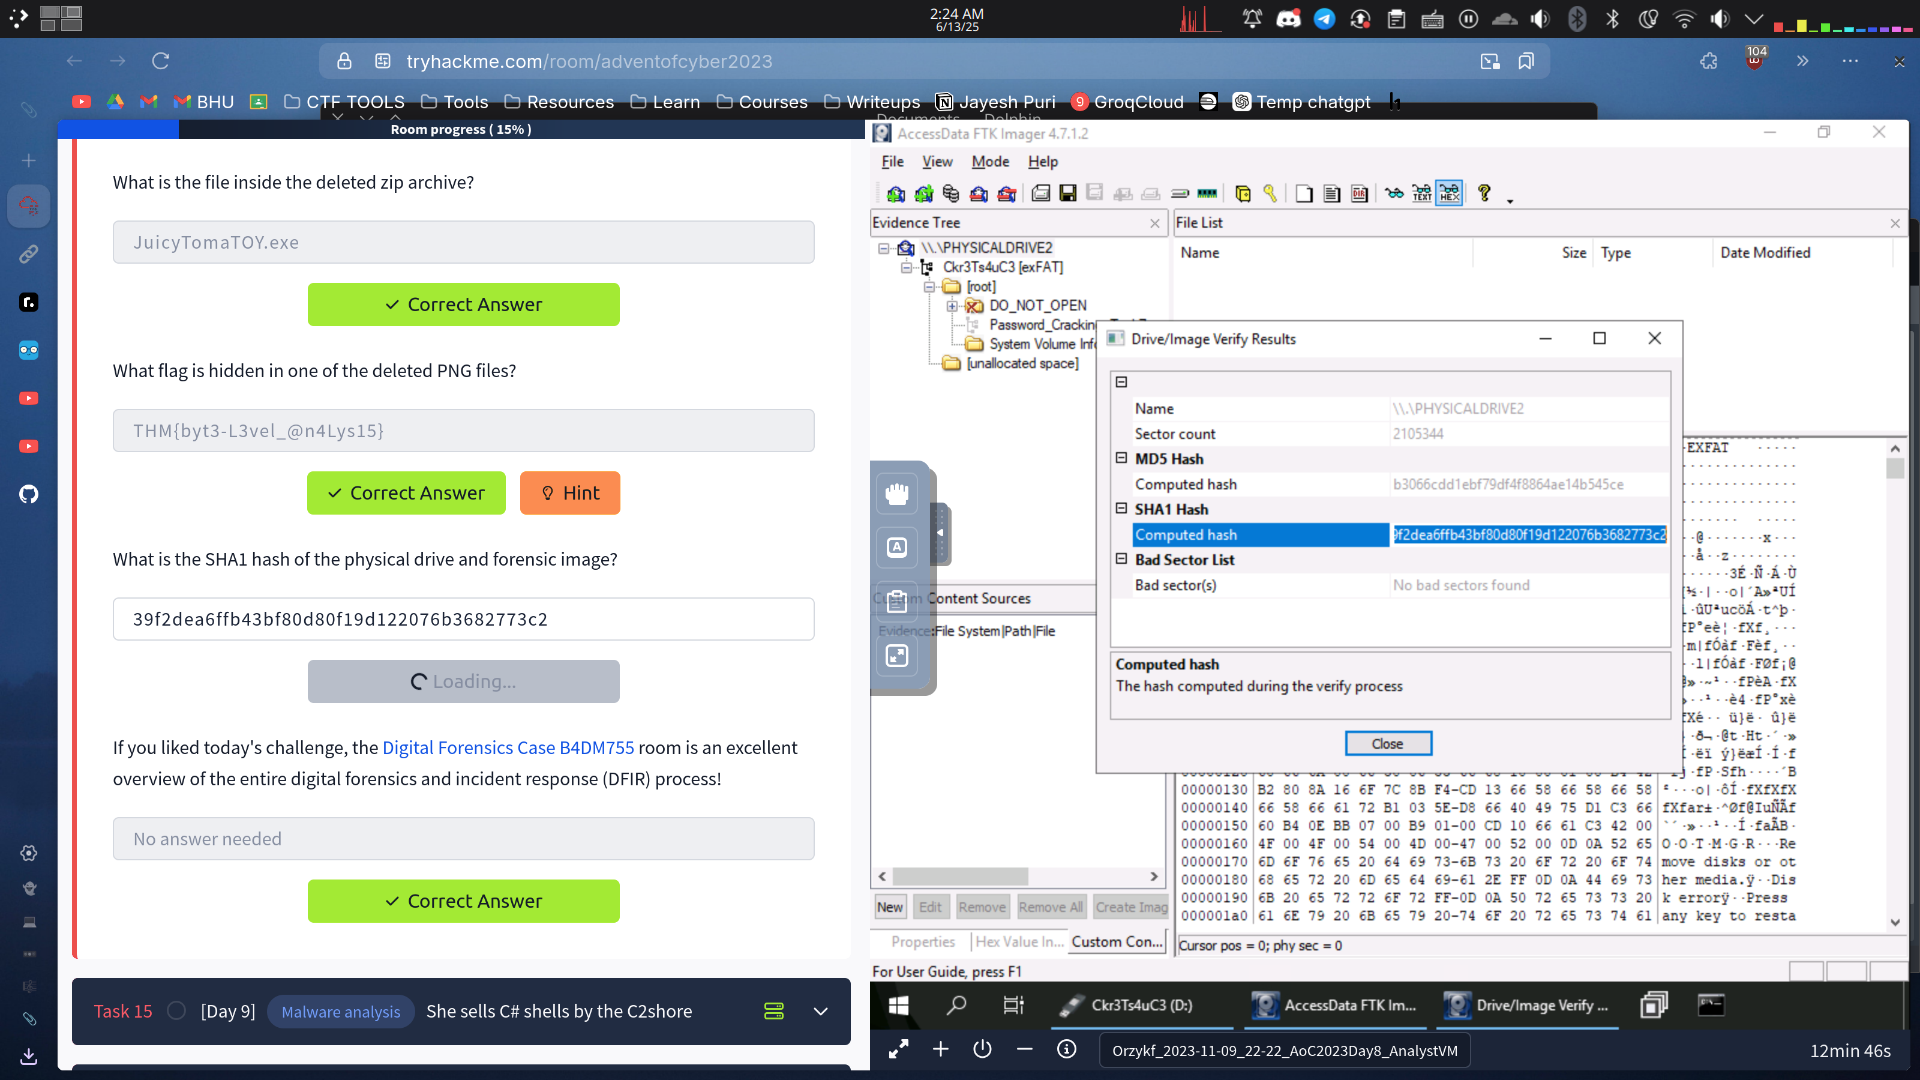 2:24 AM
6/13/25
tryhackme.com/room/adventofcyber2023
104
BHU
CTF TOOLS
Tools
Resources
Learn
Courses
Writeups
Jayesh Puri
9
GroqCloud
Temp chatgpt
Documents
Dolphin
Room progress ( 15% )
What is the file inside the deleted zip archive?
JuicyTomaTOY.exe
Correct Answer
What flag is hidden in one of the deleted PNG files?
THM{byt3-L3vel_@n4Lys15}
Correct Answer
Hint
What is the SHA1 hash of the physical drive and forensic image?
39f2dea6ffb43bf80d80f19d122076b3682773c2
Loading...
If you liked today's challenge, the Digital Forensics Case B4DM755 room is an excellent
overview of the entire digital forensics and incident response (DFIR) process!
No answer needed
Correct Answer
Task 15
[Day 9]
Malware analysis
She sells C# shells by the C2shore
AccessData FTK Imager 4.7.1.2
File
View
Mode
Help
Evidence Tree
\\.\PHYSICALDRIVE2
Ckr3Ts4uC3 [exFAT]
[root]
DO_NOT_OPEN
Password_Crackin
System Volume Inf
[unallocated space]
File List
Name
Size
Type
Date Modified
Drive/Image Verify Results
Name
\\.\PHYSICALDRIVE2
Sector count
2105344
MD5 Hash
Computed hash
b3066cdd1ebf79df4f8864ae14b545ce
SHA1 Hash
Computed hash
9f2dea6ffb43bf80d80f19d122076b3682773c2
Bad Sector List
Bad sector(s)
No bad sectors found
Computed hash
The hash computed during the verify process
Close
Content Sources
Evidence:File System|Path|File
EXFAT
00000130 B2 80 8A 16 6F 7C 8B F4-CD 13 66 58 66 58 66 58
00000140 66 58 66 61 72 B1 03 5E-D8 66 40 49 75 D1 C3 66
00000150 60 B4 0E BB 07 00 B9 01-00 CD 10 66 61 C3 42 00
00000160 4F 00 4F 00 54 00 4D 00-47 00 52 00 0D 0A 52 65 O·O·T·M·G·R···Re
00000170 6D 6F 76 65 20 64 69 73-6B 73 20 6F 72 20 6F 74 move disks or ot
00000180 68 65 72 20 6D 65 64 69-61 2E FF 0D 0A 44 69 73 her media.ÿ··Dis
00000190 6B 20 65 72 72 6F 72 FF-0D 0A 50 72 65 73 73 20 k errorÿ··Press
000001a0 61 6E 79 20 6B 65 79 20-74 6F 20 72 65 73 74 61 any key to resta
New
Edit
Remove
Remove All
Create Imag
Properties
Hex Value In...
Custom Con...
Cursor pos = 0; phy sec = 0
For User Guide, press F1
Ckr3Ts4uC3 (D:)
AccessData FTK Im...
Drive/Image Verify ...
Orzykf_2023-11-09_22-22_AoC2023Day8_AnalystVM
12min 46s